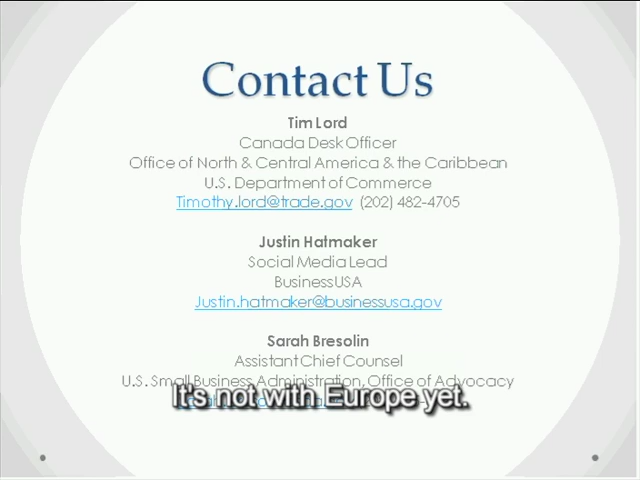 Contact Us
Tim Lord
Canada Desk Officer
Office of North & Central America & the Caribbean
U.S. Department of Commerce
Timothy.lord@trade.gov (202) 482-4705
Justin Hatmaker
Social Media Lead
BusinessUSA
Justin.hatmaker@businessusa.gov
Sarah Bresolin
Assistant Chief Counsel
U.S. Small Business Administration, Office of Advocacy
It's not with Europe yet.